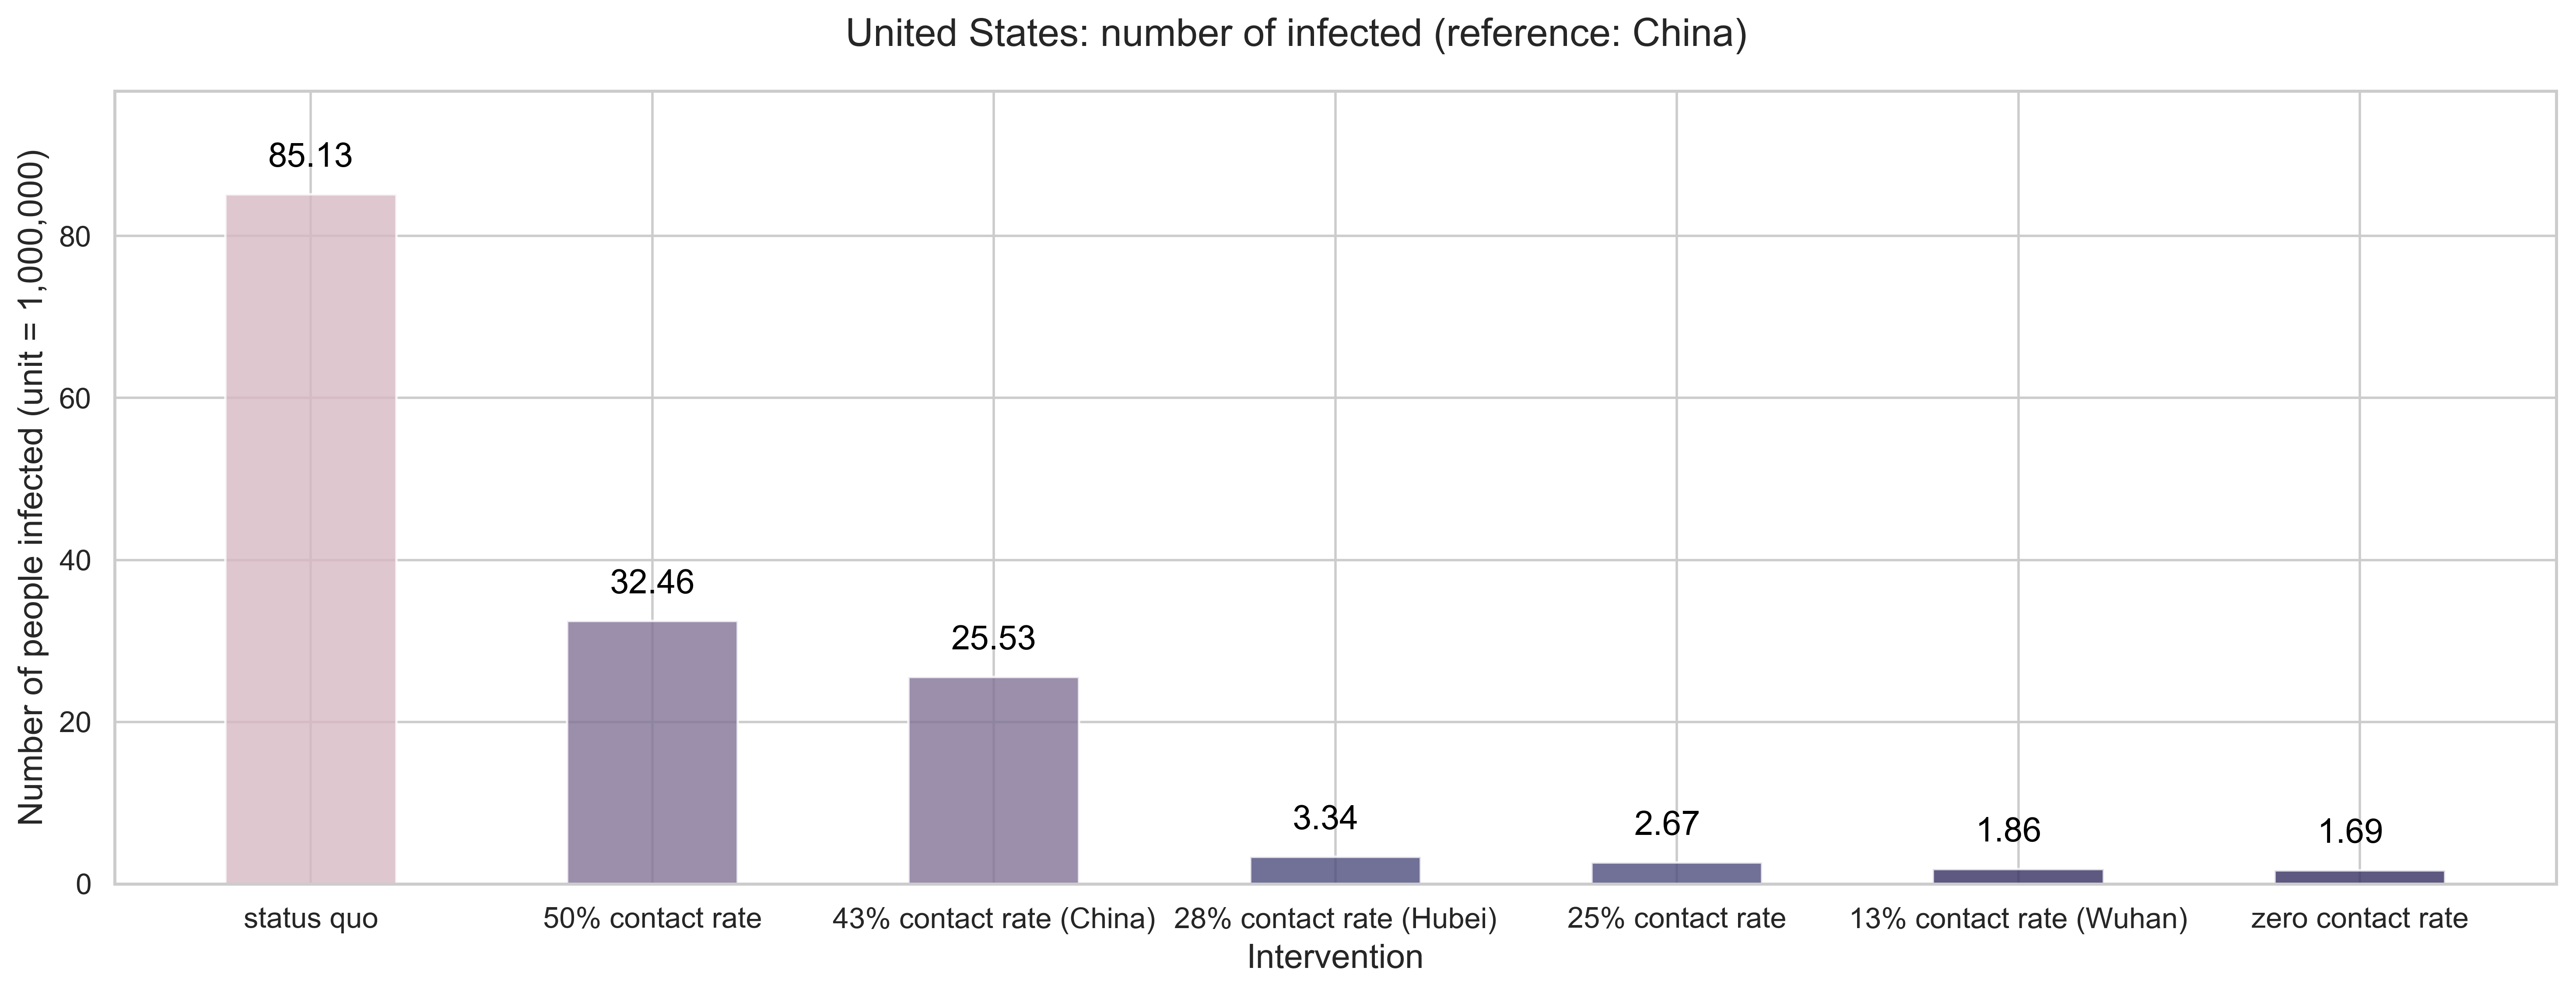 United States: number of infected (reference: China)
Number of people infected (unit = 1,000,000)
80
60
40
20
0
85.13
32.46
25.53
3.34
2.67
1.86
1.69
status quo
50% contact rate
43% contact rate (China)
28% contact rate (Hubei)
25% contact rate
13% contact rate (Wuhan)
zero contact rate
Intervention